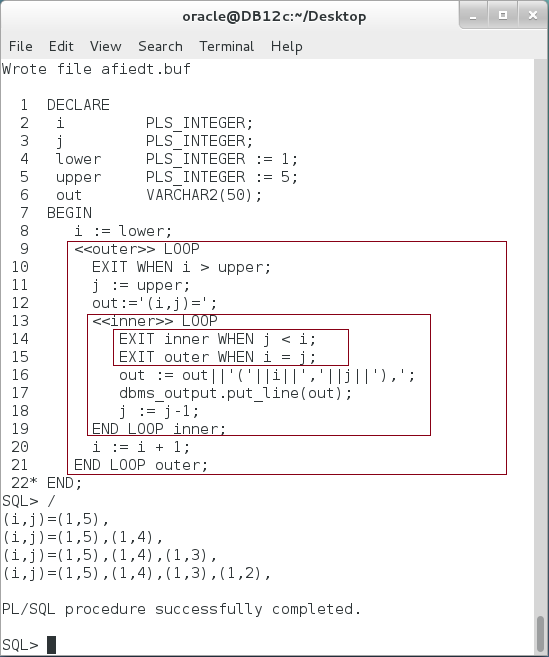 oracle@DB12c:~/Desktop
File Edit View Search Terminal Help
Wrote file afiedt.buf
1 DECLARE
2 i PLS_INTEGER;
3 j PLS_INTEGER;
4 lower PLS_INTEGER := 1;
5 upper PLS_INTEGER := 5;
6 out VARCHAR2(50);
7 BEGIN
8 i := lower;
9 <<outer>> LOOP
10 EXIT WHEN i > upper;
11 j := upper;
12 out:='(i,j)=';
13 <<inner>> LOOP
14 EXIT inner WHEN j < i;
15 EXIT outer WHEN i = j;
16 out := out||'('||i||','||j||'),';
17 dbms_output.put_line(out);
18 j := j-1;
19 END LOOP inner;
20 i := i + 1;
21 END LOOP outer;
22* END;
SQL> /
(i,j)=(1,5),
(i,j)=(1,5),(1,4),
(i,j)=(1,5),(1,4),(1,3),
(i,j)=(1,5),(1,4),(1,3),(1,2),
PL/SQL procedure successfully completed.
SQL>